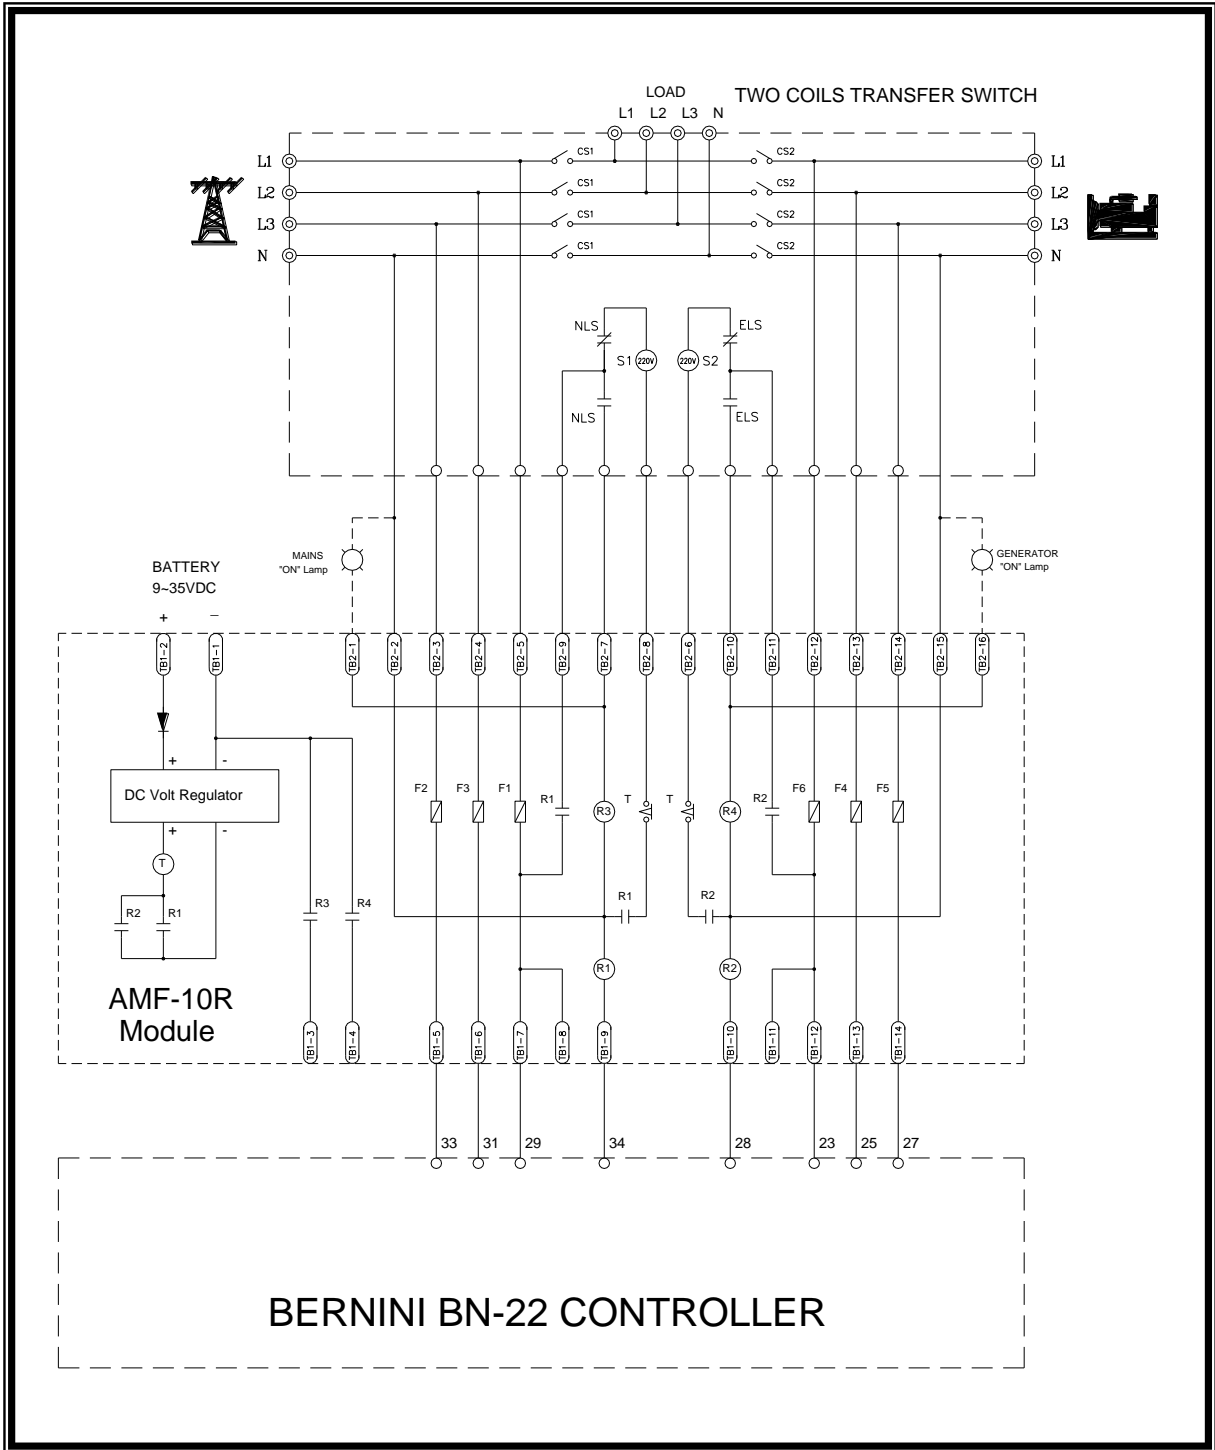 LOAD
TWO COILS TRANSFER SWITCH
L1 L2 L3 N
L1 CS1 CS2 L1
L2 CS1 CS2 L2
L3 CS1 CS2 L3
N CS1 CS2 N
NLS ELS
S1 220V 220V S2
NLS ELS
MAINS
"ON" Lamp
GENERATOR
"ON" Lamp
BATTERY
9~35VDC
+ –
TB1-2 TB1-1 TB2-1 TB2-2 TB2-3 TB2-4 TB2-5 TB2-9 TB2-7 TB2-8 TB2-6 TB2-10 TB2-11 TB2-12 TB2-13 TB2-14 TB2-15 TB2-16
+ -
DC Volt Regulator
F2 F3 F1 R1 R3 T T R4 R2 F6 F4 F5
+ -
T
R2 R1 R3 R4 R1 R2
R1 R2
AMF-10R
Module
TB1-3 TB1-4 TB1-5 TB1-6 TB1-7 TB1-8 TB1-9 TB1-10 TB1-11 TB1-12 TB1-13 TB1-14
33 31 29 34 28 23 25 27
BERNINI BN-22 CONTROLLER